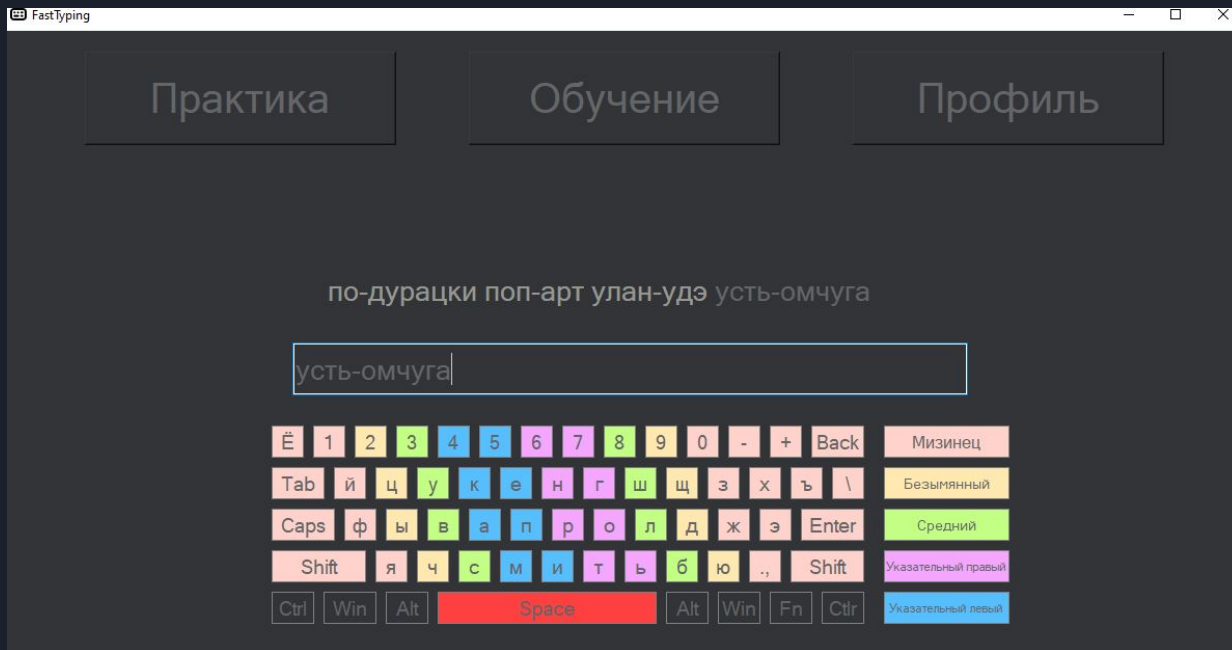 FastTyping
Практика Обучение Профиль
по-дурацки поп-арт улан-удэ усть-омчуга
усть-омчуга
Ё 1 2 3 4 5 6 7 8 9 0 - + Back Мизинец
Tab й ц у к е н г ш щ з х ъ \ Безымянный
Caps ф ы в а п р о л д ж э Enter Средний
Shift я ч с м и т ь б ю ., Shift Указательный правый
Ctrl Win Alt Space Alt Win Fn Ctlr Указательный левый